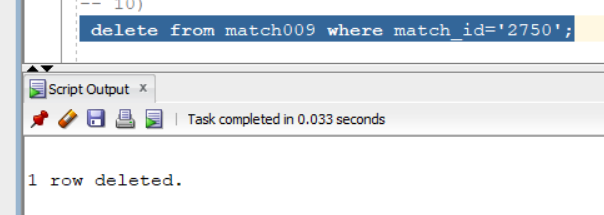 -- 10)
delete from match009 where match_id='2750';
Script Output x
Task completed in 0.033 seconds
1 row deleted.